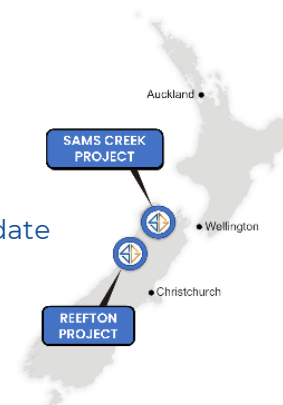 Auckland
SAMS CREEK
PROJECT
date
Wellington
Christchurch
REEFTON
PROJECT